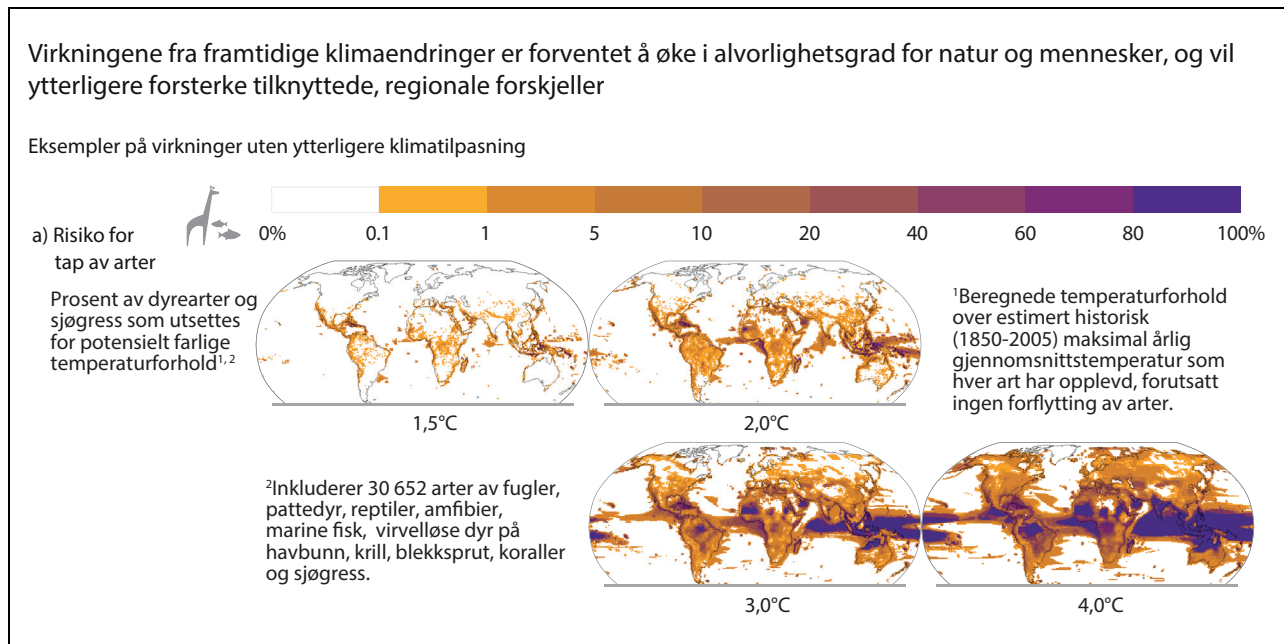 Virkningene fra framtidige klimaendringer er forventet å øke i alvorlighetsgrad for natur og mennesker, og vil
ytterligere forsterke tilknyttede, regionale forskjeller
Eksempler på virkninger uten ytterligere klimatilpasning
a) Risiko for
tap av arter
0% 0.1 1 5 10 20 40 60 80 100%
Prosent av dyrearter og
sjøgress som utsettes
for potensielt farlige
temperaturforhold¹,²
1,5°C
2,0°C
¹Beregnede temperaturforhold
over estimert historisk
(1850-2005) maksimal årlig
gjennomsnittstemperatur som
hver art har opplevd, forutsatt
ingen forflytting av arter.
²Inkluderer 30 652 arter av fugler,
pattedyr, reptiler, amfibier,
marine fisk, virvelløse dyr på
havbunn, krill, blekksprut, koraller
og sjøgress.
3,0°C
4,0°C